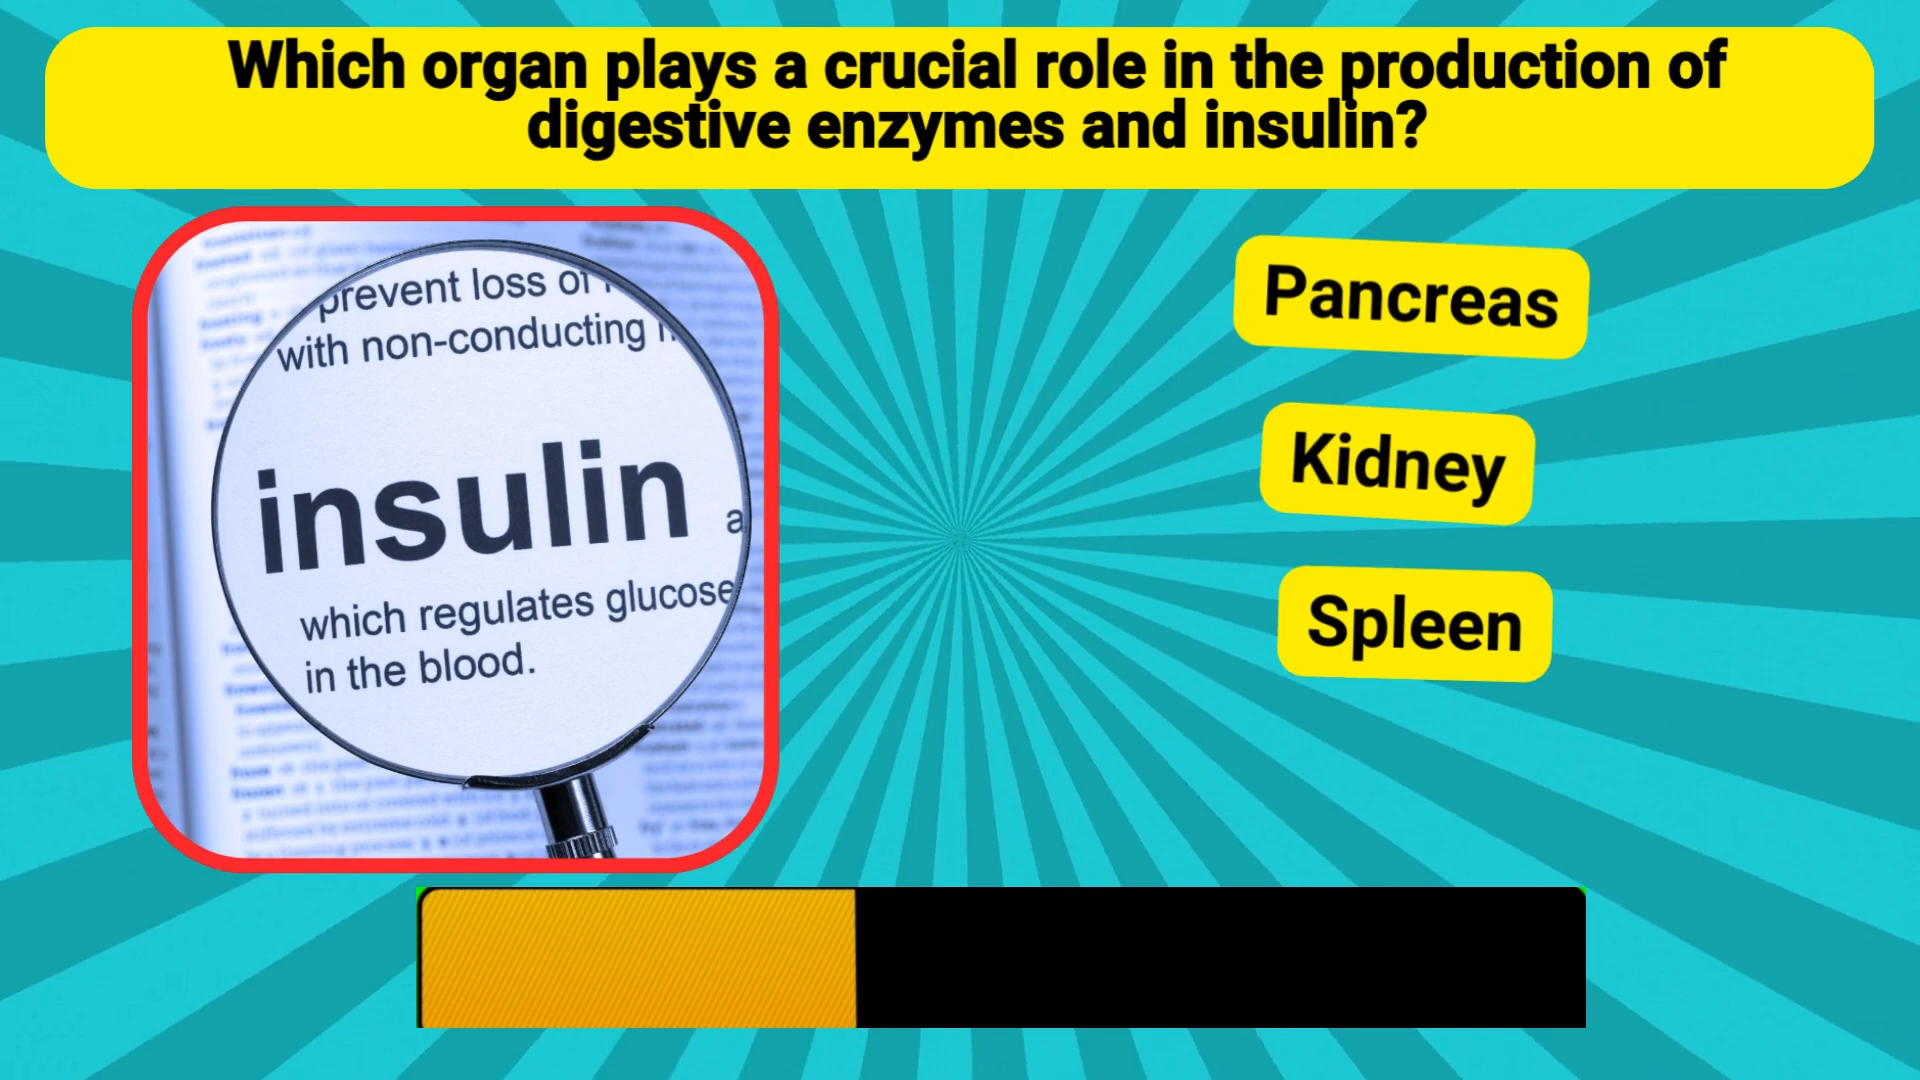 Which organ plays a crucial role in the production of
digestive enzymes and insulin?
prevent loss of
with non-conducting
insulin a
which regulates glucose
in the blood.
Pancreas
Kidney
Spleen